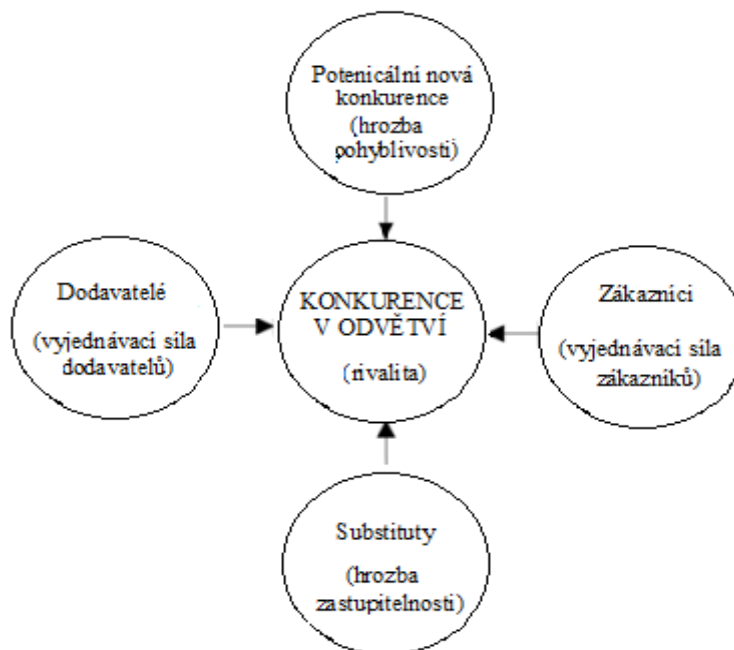 Potenicální nová
konkurence
(hrozba
pohyblivosti)
Dodavatelé
(vyjednávací síla
dodavatelů)
KONKURENCE
V ODVĚTVÍ
(rivalita)
Zákazníci
(vyjednávací síla
zákazníků)
Substituty
(hrozba
zastupitelnosti)